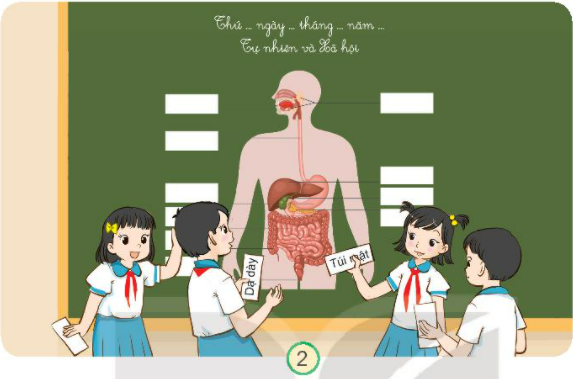 Thứ ... ngày ... tháng ... năm ...
Tự nhiên và Xã hội
Dạ dày
Túi mật
2